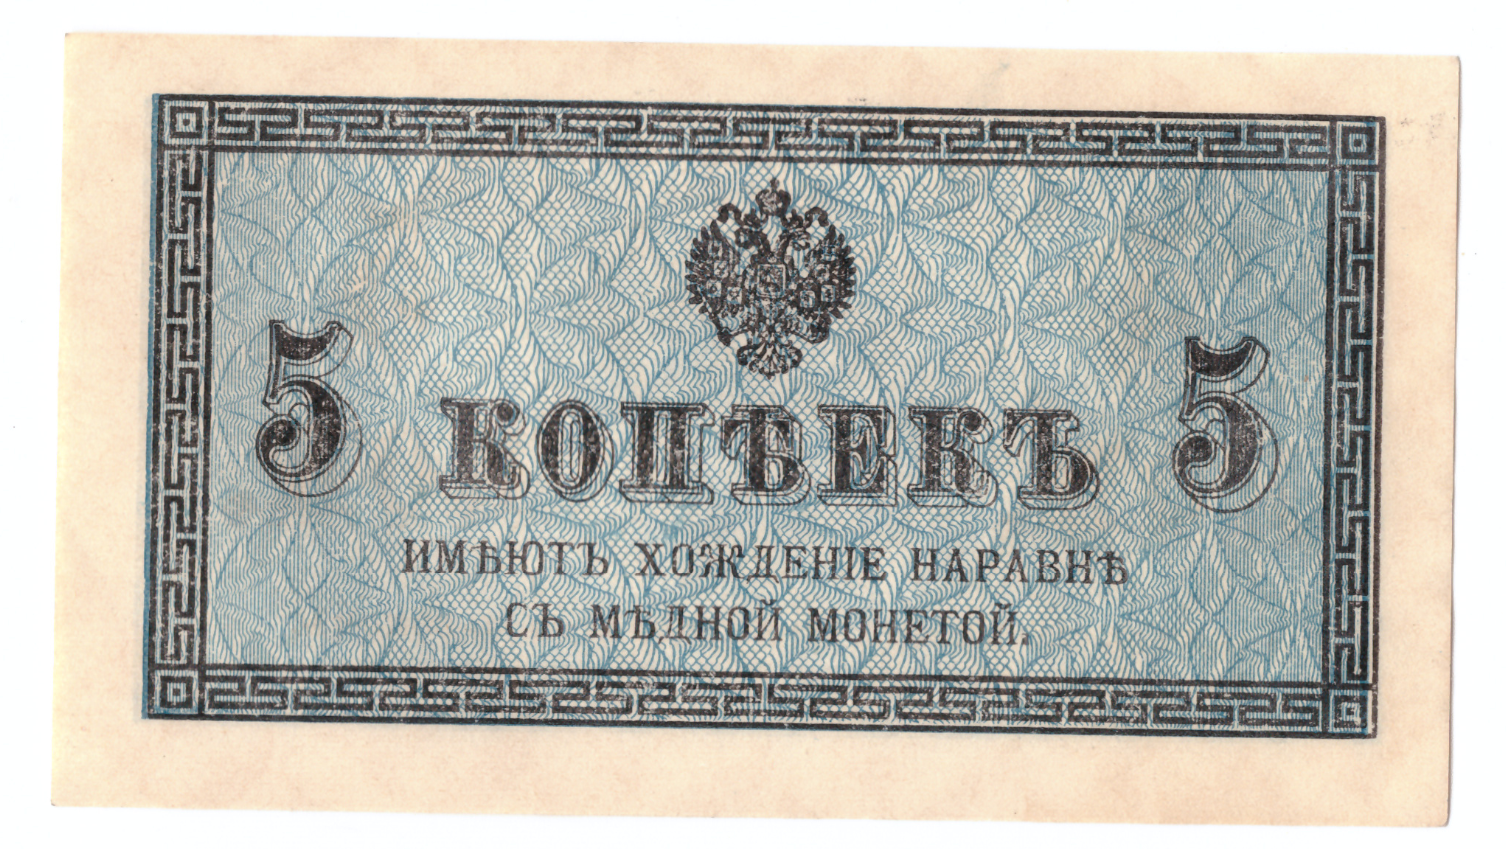 5 КОПѢЕКЪ 5
ИМѢЮТЪ ХОЖДЕНІЕ НАРАВНѢ
СЪ МѢДНОЙ МОНЕТОЙ.